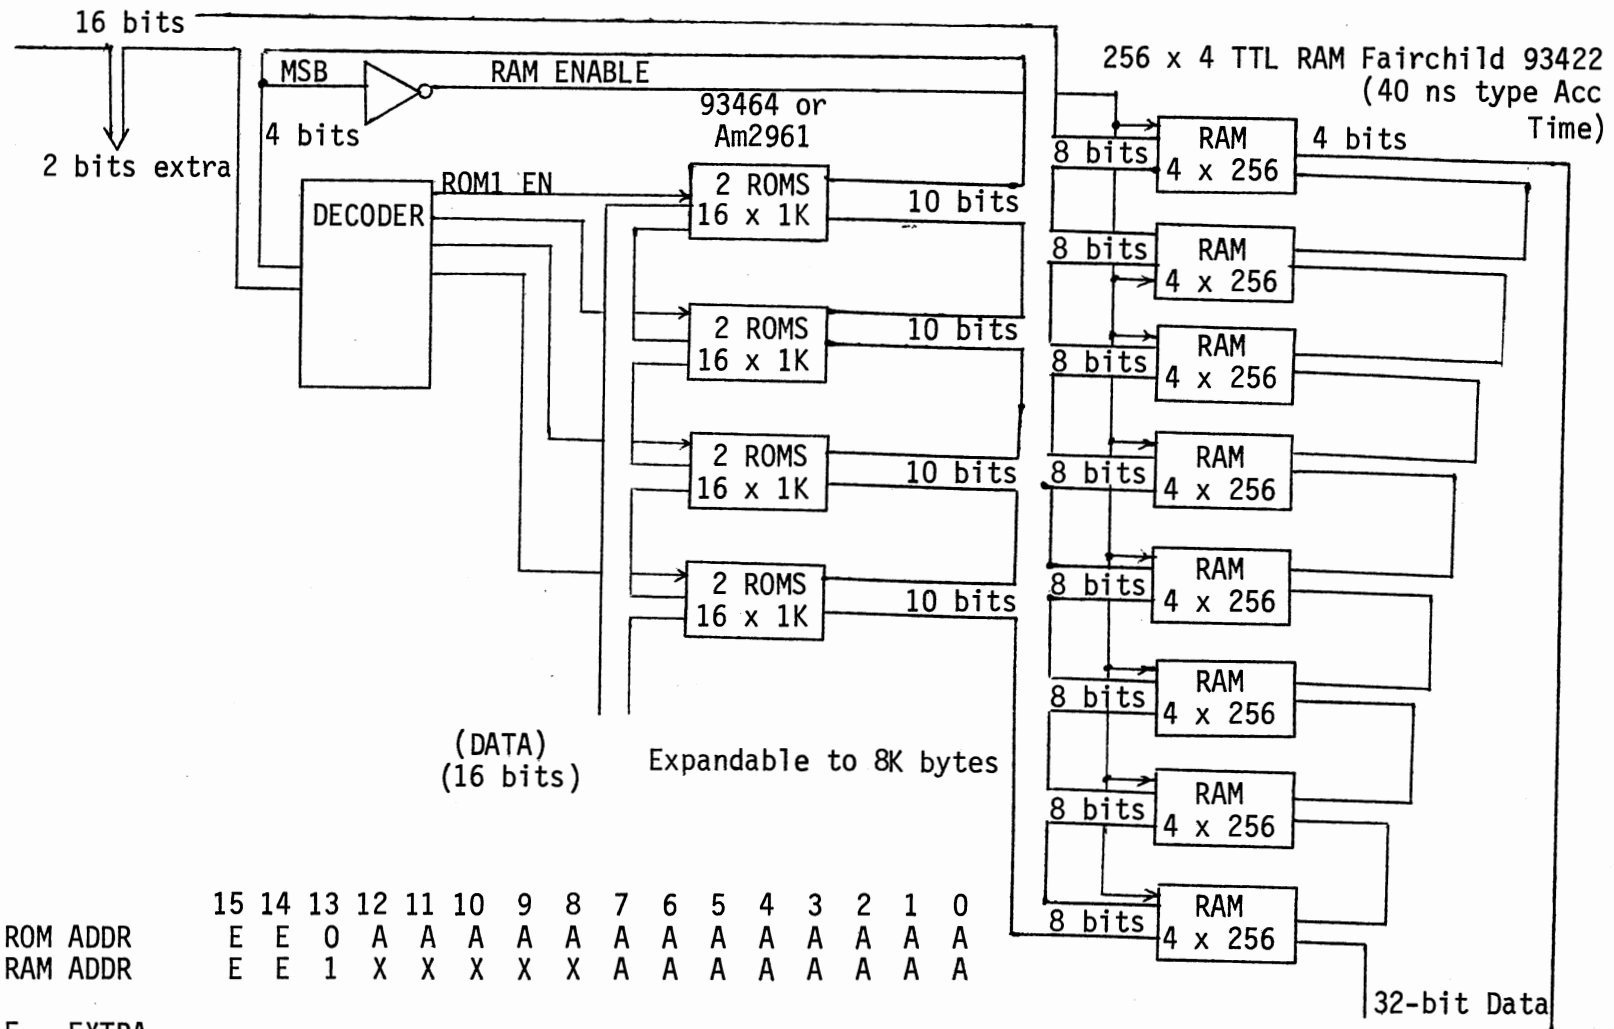 16 bits
MSB
RAM ENABLE
4 bits
2 bits extra
ROM1 EN
DECODER
93464 or
Am2961
2 ROMS
16 x 1K
10 bits
2 ROMS
16 x 1K
10 bits
2 ROMS
16 x 1K
10 bits
2 ROMS
16 x 1K
10 bits
256 x 4 TTL RAM Fairchild 93422
(40 ns type Acc
Time)
8 bits
RAM
4 x 256
4 bits
8 bits
RAM
4 x 256
8 bits
RAM
4 x 256
8 bits
RAM
4 x 256
8 bits
RAM
4 x 256
8 bits
RAM
4 x 256
8 bits
RAM
4 x 256
8 bits
RAM
4 x 256
32-bit Data
(DATA)
(16 bits)
Expandable to 8K bytes
15 14 13 12 11 10 9 8 7 6 5 4 3 2 1 0
ROM ADDR E E 0 A A A A A A A A A A A A A
RAM ADDR E E 1 X X X X X A A A A A A A A